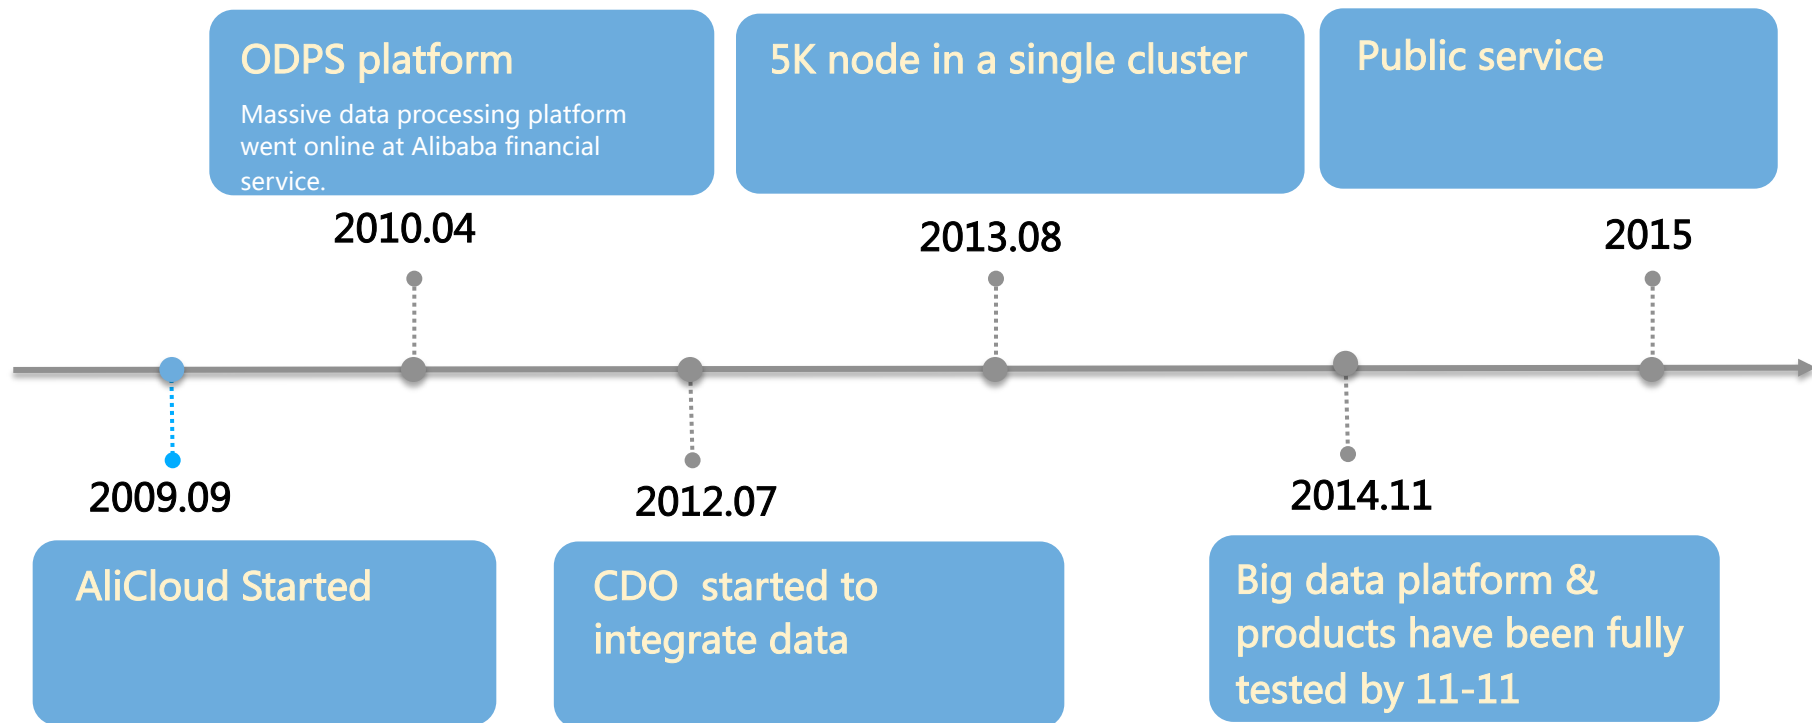 ODPS platform
Massive data processing platform
went online at Alibaba financial
service.
5K node in a single cluster
Public service
2010.04
2013.08
2015
2009.09
2012.07
2014.11
AliCloud Started
CDO started to
integrate data
Big data platform &
products have been fully
tested by 11-11